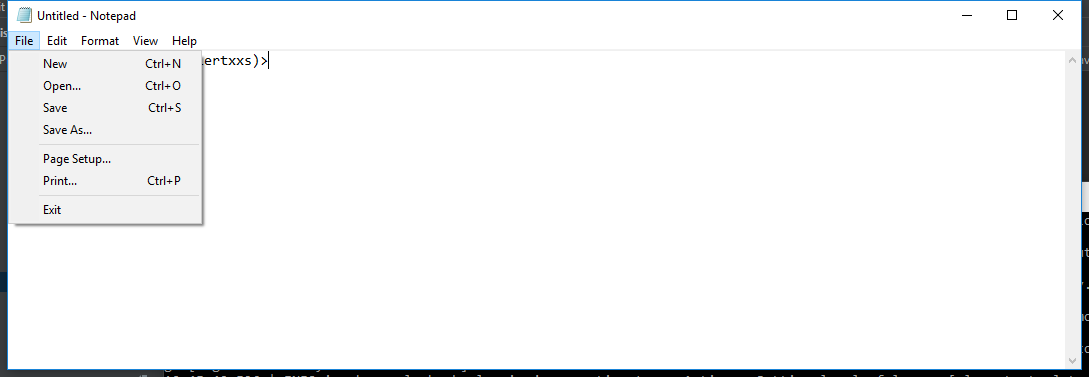 Untitled - Notepad
File Edit Format View Help
ertxxs)>
New Ctrl+N
Open... Ctrl+O
Save Ctrl+S
Save As...
Page Setup...
Print... Ctrl+P
Exit